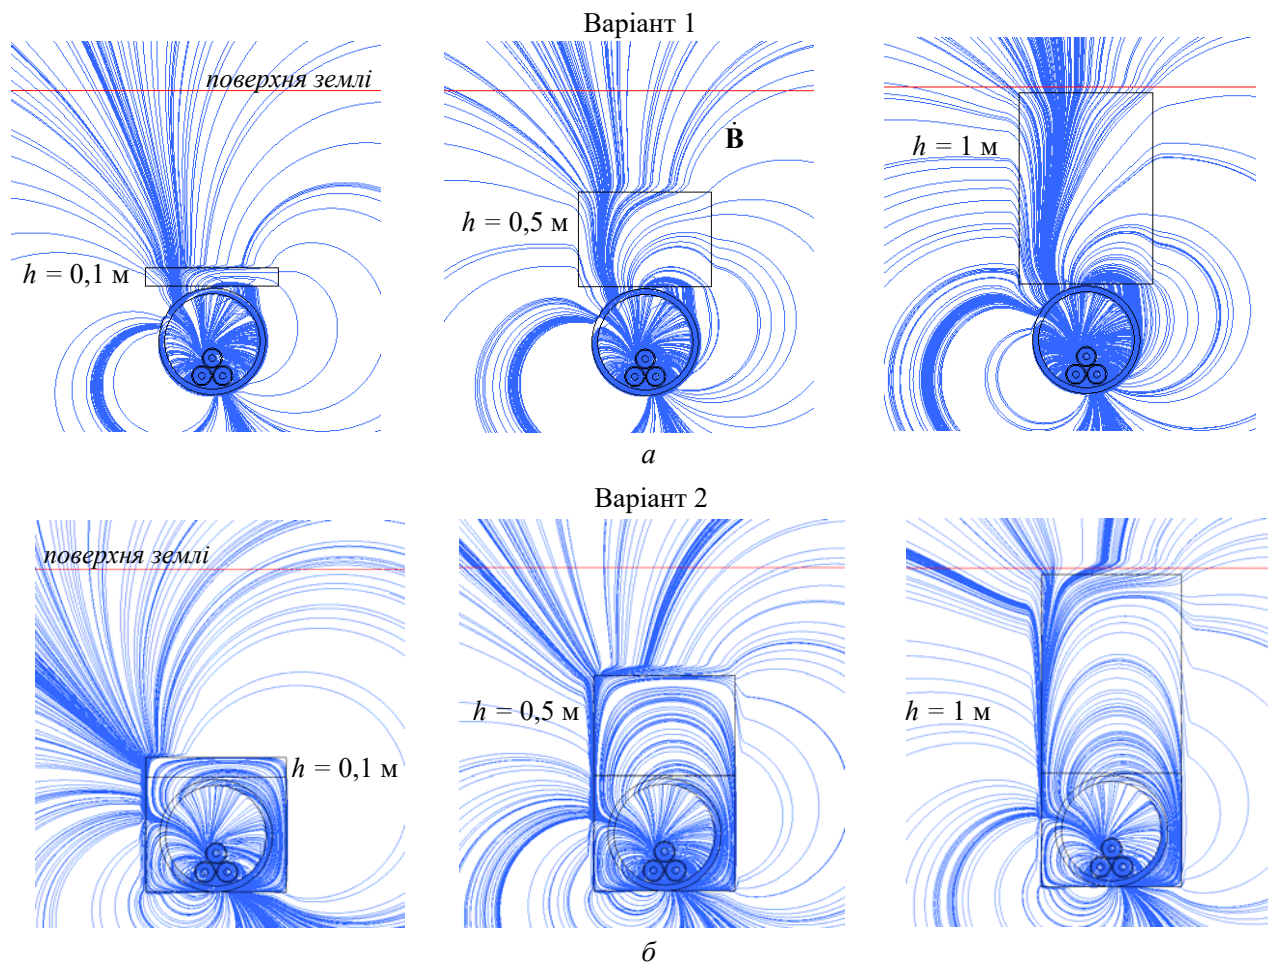 Варіант 1
поверхня землі
Ḃ
h = 1 м
h = 0,5 м
h = 0,1 м
а
Варіант 2
поверхня землі
h = 0,5 м
h = 1 м
h = 0,1 м
б